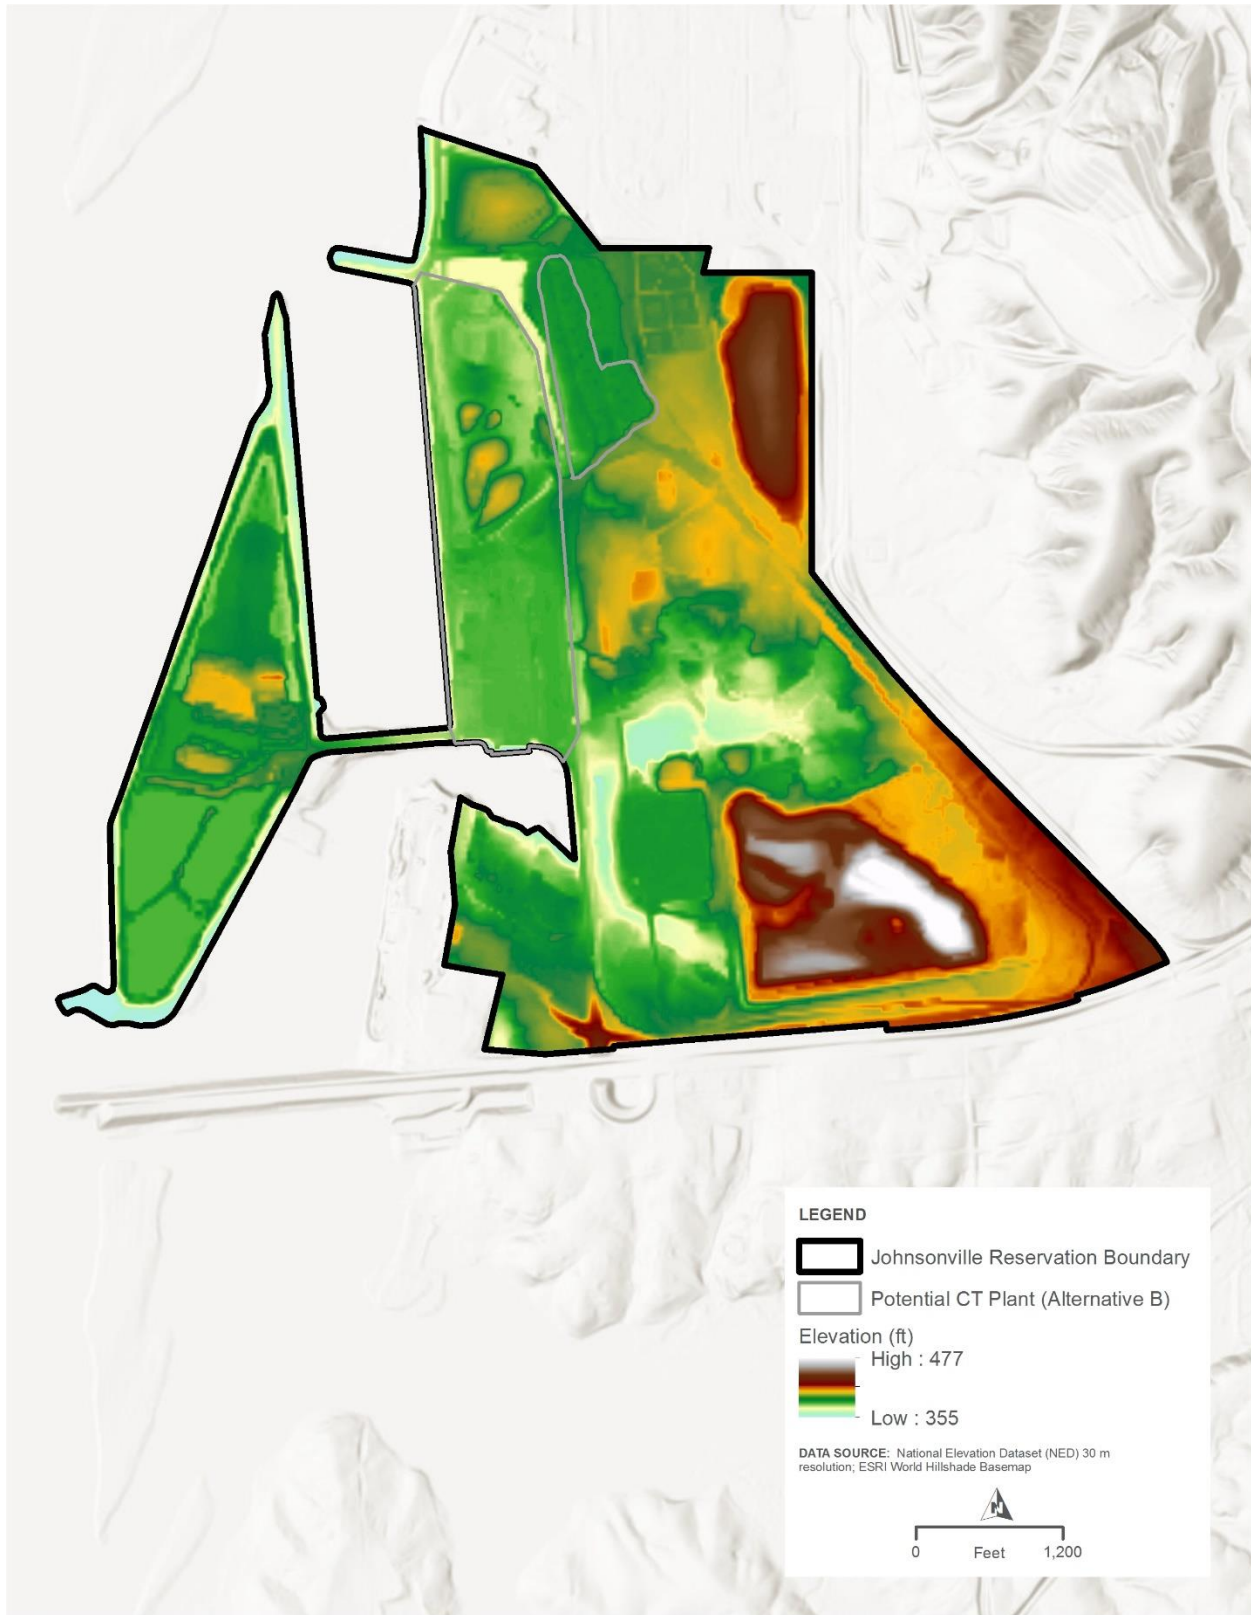 LEGEND
Johnsonville Reservation Boundary
Potential CT Plant (Alternative B)
Elevation (ft)
High : 477
Low : 355
DATA SOURCE: National Elevation Dataset (NED) 30 m
resolution; ESRI World Hillshade Basemap
N
0 Feet 1,200